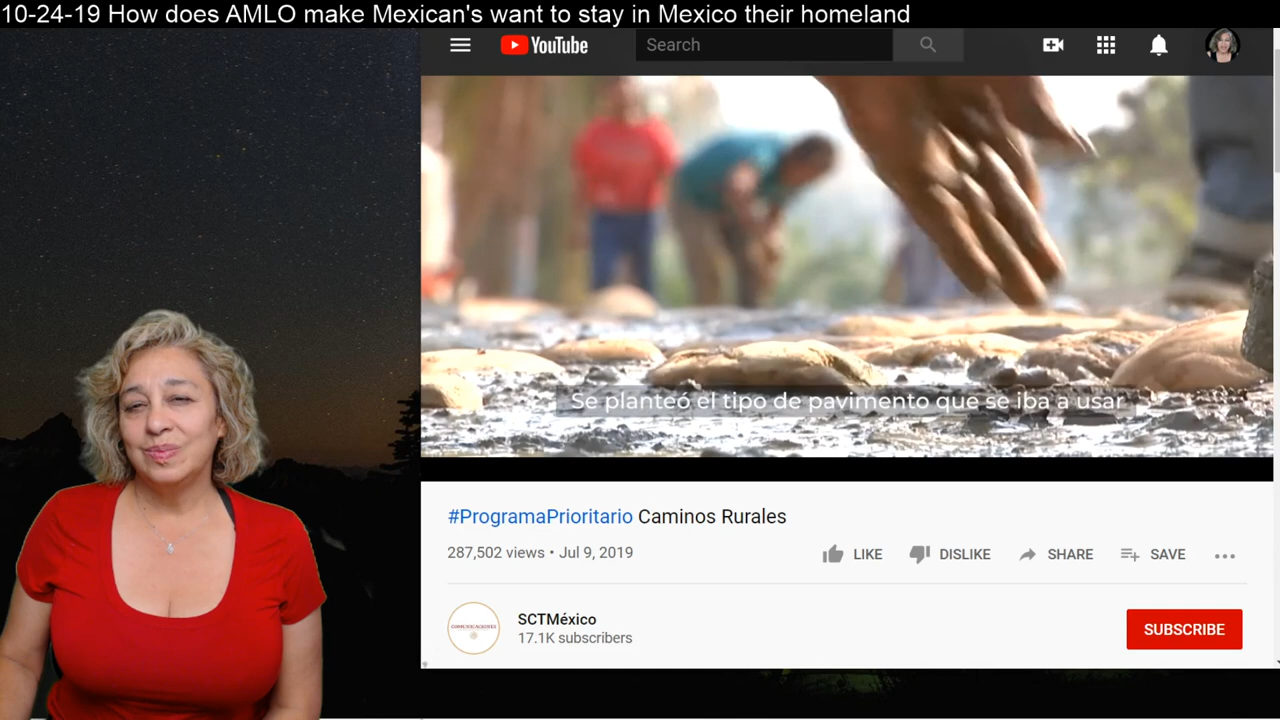 10-24-19 How does AMLO make Mexican's want to stay in Mexico their homeland
YouTube
Search
Se planteó el tipo de pavimento que se iba a usar
#ProgramaPrioritario Caminos Rurales
287,502 views • Jul 9, 2019
LIKE
DISLIKE
SHARE
SAVE
COMUNICACIONES
SCTMéxico
17.1K subscribers
SUBSCRIBE